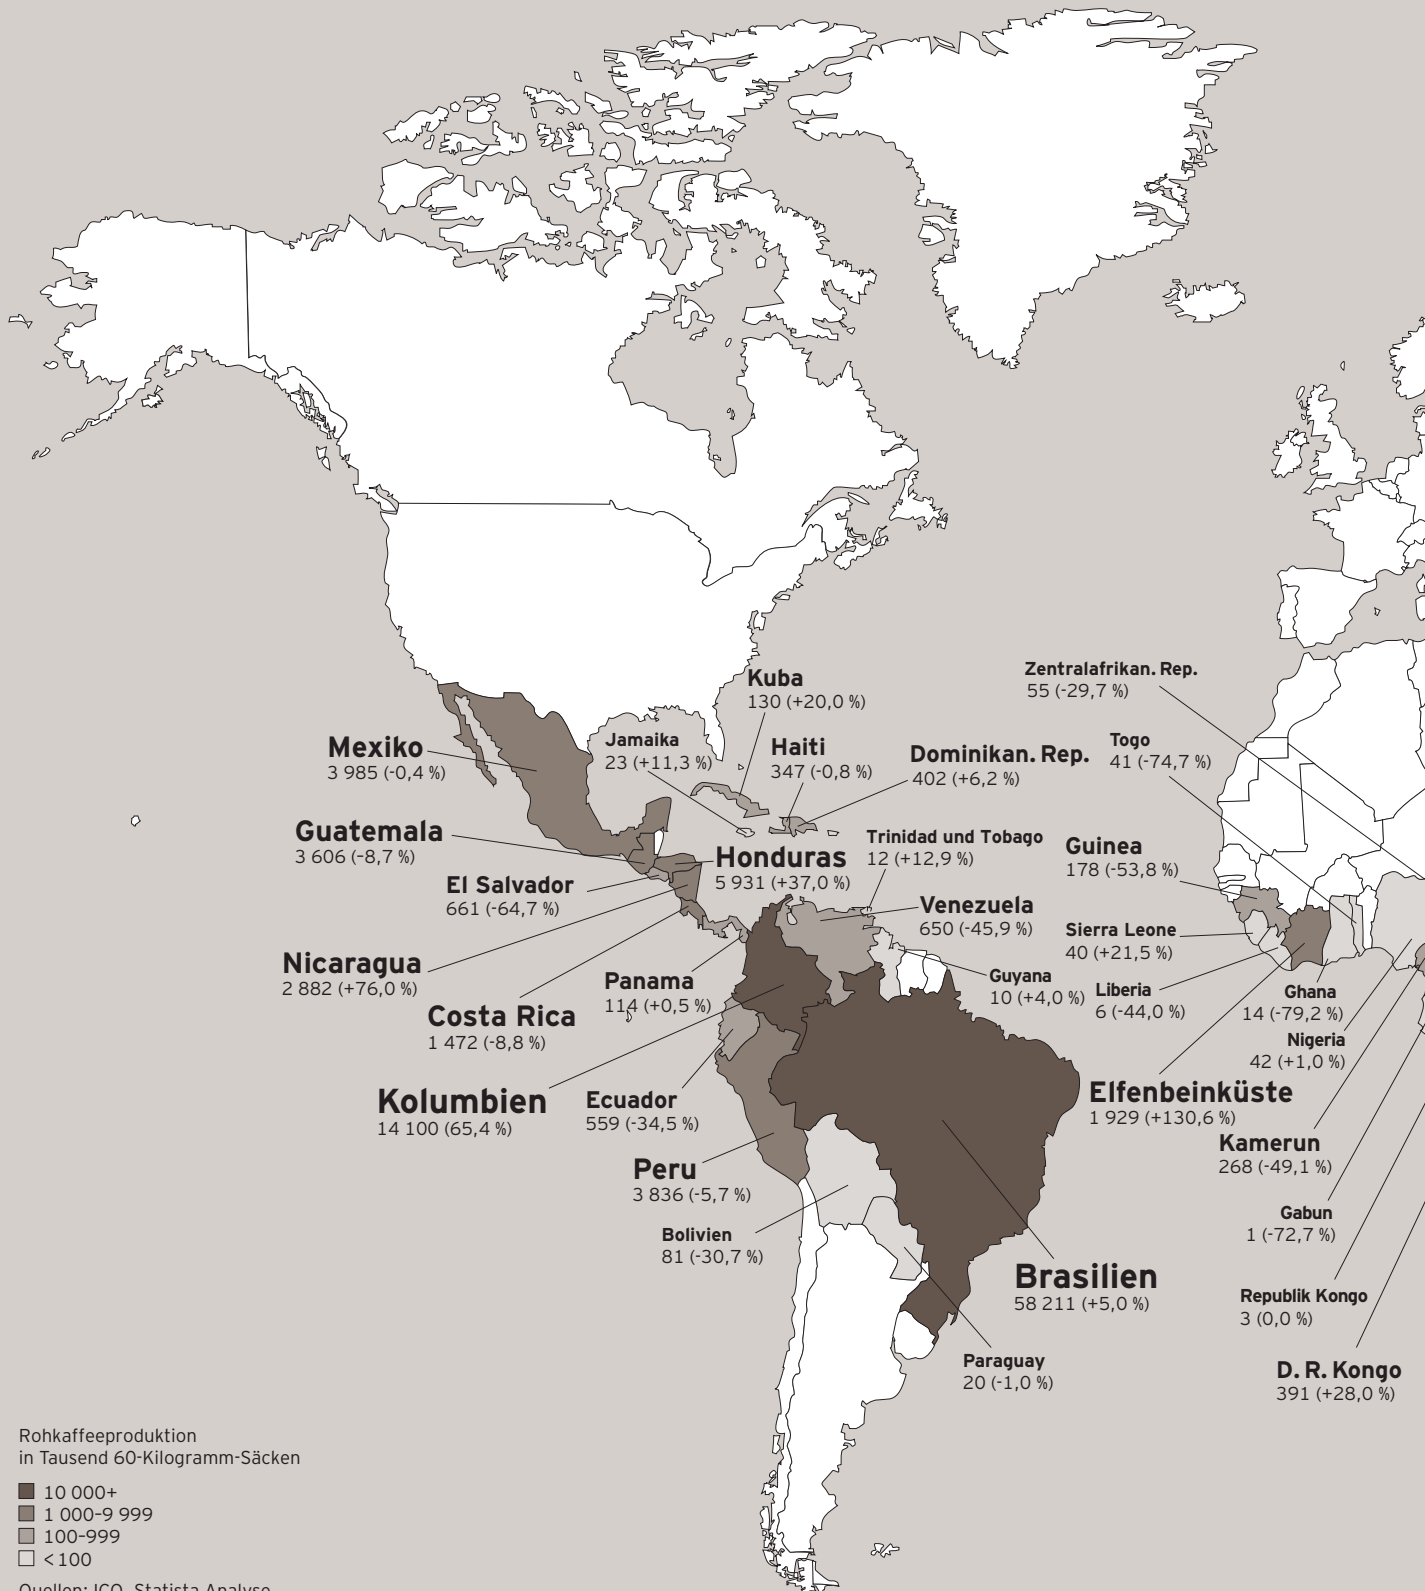 Kuba
130 (+20,0 %)
Zentralafrikan. Rep.
55 (-29,7 %)
Mexiko
3 985 (-0,4 %)
Jamaika
23 (+11,3 %)
Haiti
347 (-0,8 %)
Dominikan. Rep.
402 (+6,2 %)
Togo
41 (-74,7 %)
Guatemala
3 606 (-8,7 %)
Honduras
5 931 (+37,0 %)
Trinidad und Tobago
12 (+12,9 %)
Guinea
178 (-53,8 %)
El Salvador
661 (-64,7 %)
Venezuela
650 (-45,9 %)
Sierra Leone
40 (+21,5 %)
Nicaragua
2 882 (+76,0 %)
Panama
114 (+0,5 %)
Guyana
10 (+4,0 %)
Liberia
6 (-44,0 %)
Ghana
14 (-79,2 %)
Costa Rica
1 472 (-8,8 %)
Nigeria
42 (+1,0 %)
Kolumbien
14 100 (65,4 %)
Ecuador
559 (-34,5 %)
Elfenbeinküste
1 929 (+130,6 %)
Kamerun
268 (-49,1 %)
Peru
3 836 (-5,7 %)
Gabun
1 (-72,7 %)
Bolivien
81 (-30,7 %)
Brasilien
58 211 (+5,0 %)
Republik Kongo
3 (0,0 %)
Paraguay
20 (-1,0 %)
D. R. Kongo
391 (+28,0 %)
Rohkaffeeproduktion
in Tausend 60-Kilogramm-Säcken
10 000+
1 000–9 999
100–999
< 100
Quellen: ICO, Statista Analyse